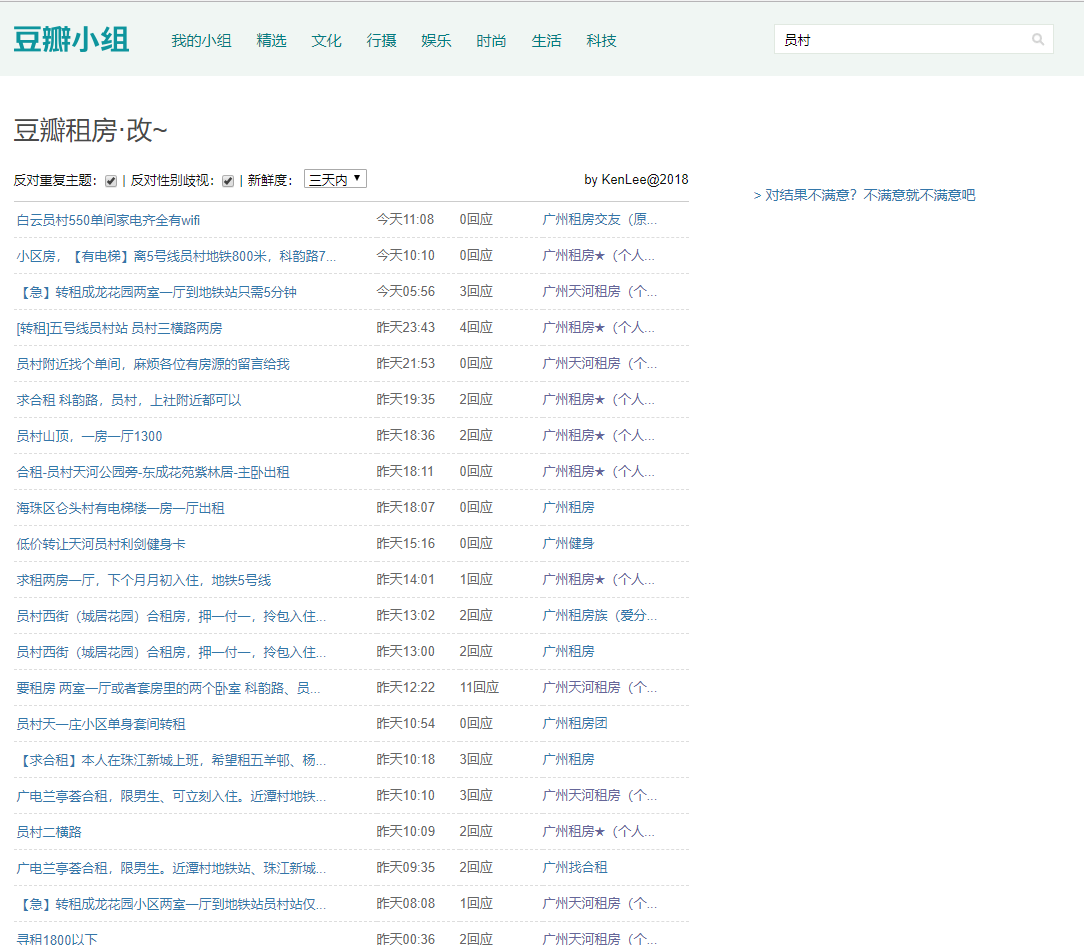 豆瓣小组 我的小组 精选 文化 行摄 娱乐 时尚 生活 科技 员村
豆瓣租房·改~
反对重复主题： | 反对性别歧视： | 新鲜度： 三天内 by KenLee@2018
> 对结果不满意？不满意就不满意吧
白云员村550单间家电齐全有wifi 今天11:08 0回应 广州租房交友（原...
小区房，【有电梯】离5号线员村地铁800米，科韵路7... 今天10:10 0回应 广州租房★（个人...
【急】转租成龙花园两室一厅到地铁站只需5分钟 今天05:56 3回应 广州天河租房（个...
[转租]五号线员村站 员村三横路两房 昨天23:43 4回应 广州租房★（个人...
员村附近找个单间，麻烦各位有房源的留言给我 昨天21:53 0回应 广州天河租房（个...
求合租 科韵路，员村，上社附近都可以 昨天19:35 2回应 广州租房★（个人...
员村山顶，一房一厅1300 昨天18:36 2回应 广州租房★（个人...
合租-员村天河公园旁-东成花苑紫林居-主卧出租 昨天18:11 0回应 广州租房★（个人...
海珠区仑头村有电梯楼一房一厅出租 昨天18:07 0回应 广州租房
低价转让天河员村利剑健身卡 昨天15:16 0回应 广州健身
求租两房一厅，下个月月初入住，地铁5号线 昨天14:01 1回应 广州租房★（个人...
员村西街（城居花园）合租房，押一付一，拎包入住... 昨天13:02 2回应 广州租房族（爱分...
员村西街（城居花园）合租房，押一付一，拎包入住... 昨天13:00 2回应 广州租房
要租房 两室一厅或者套房里的两个卧室 科韵路、员... 昨天12:22 11回应 广州天河租房（个...
员村天一庄小区单身套间转租 昨天10:54 0回应 广州租房团
【求合租】本人在珠江新城上班，希望租五羊邨、杨... 昨天10:18 3回应 广州租房
广电兰亭荟合租，限男生、可立刻入住。近潭村地铁... 昨天10:10 3回应 广州天河租房（个...
员村二横路 昨天10:09 2回应 广州租房★（个人...
广电兰亭荟合租，限男生。近潭村地铁站、珠江新城... 昨天09:35 2回应 广州找合租
【急】转租成龙花园小区两室一厅到地铁站员村站仅... 昨天08:08 1回应 广州天河租房（个...
寻租1800以下 昨天00:36 2回应 广州天河租房（个...